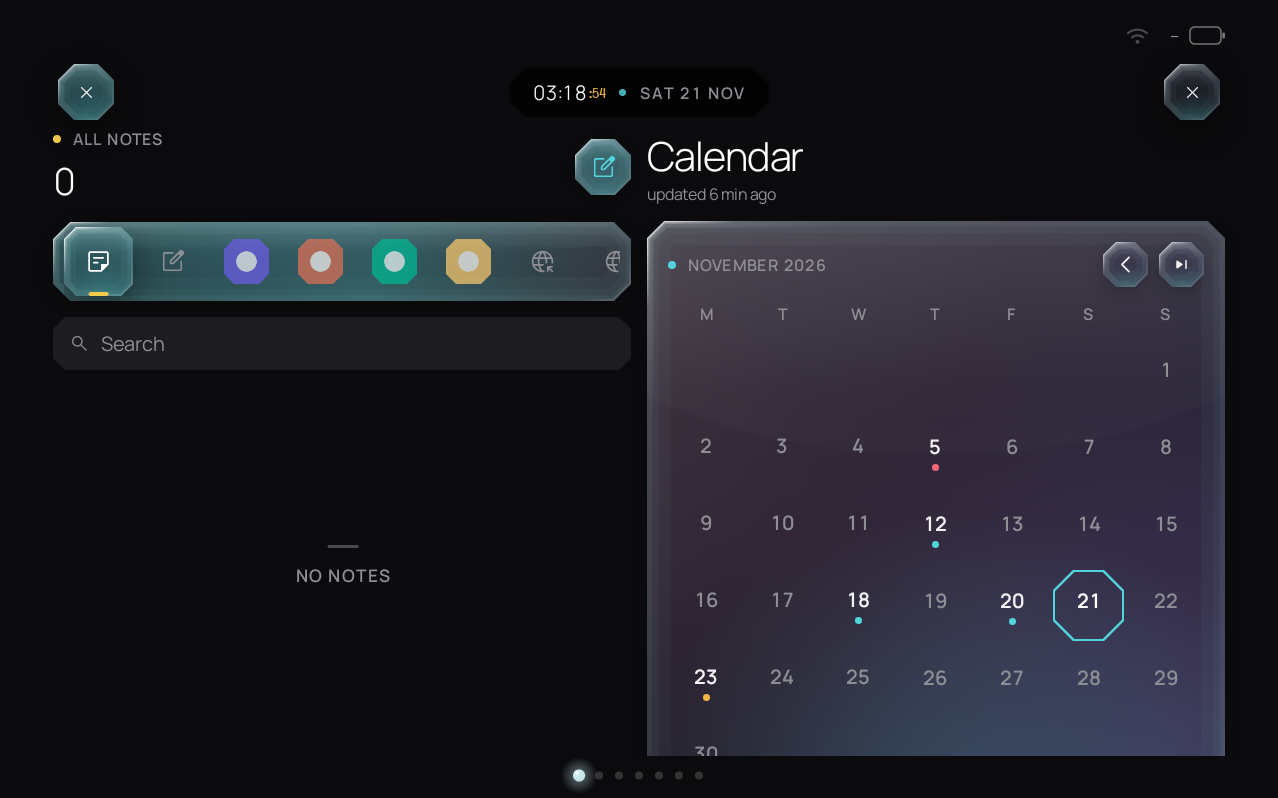 –
03:18:54 • SAT 21 NOV
ALL NOTES
0
Search
NO NOTES
Calendar
updated 6 min ago
NOVEMBER 2026
M T W T F S S
1
2 3 4 5 6 7 8
9 10 11 12 13 14 15
16 17 18 19 20 21 22
23 24 25 26 27 28 29
30